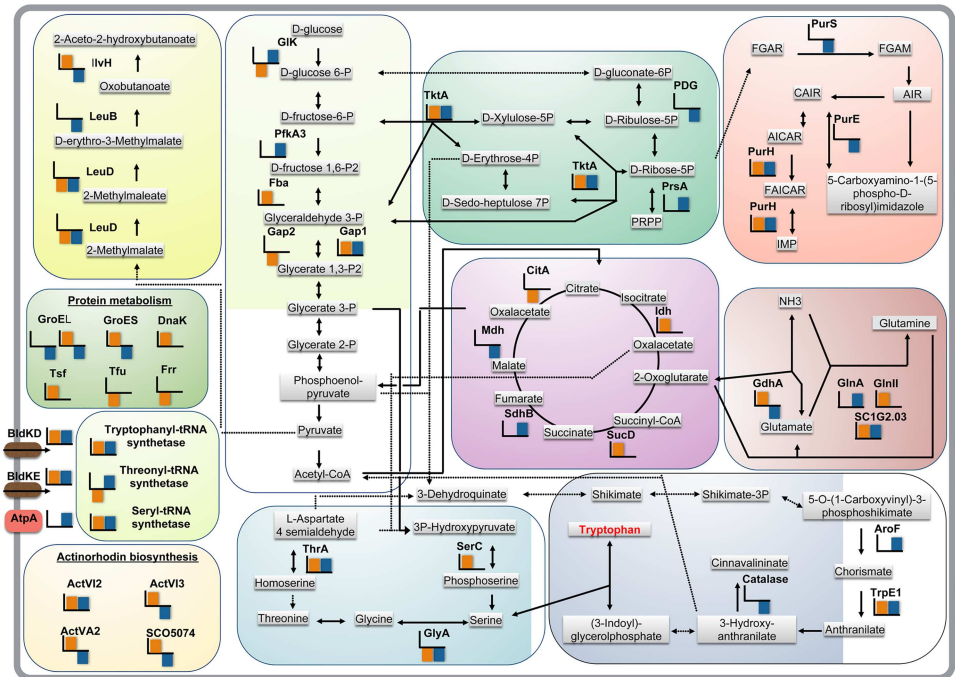 2-Aceto-2-hydroxybutanoate
IlvH
Oxobutanoate
LeuB
D-erythro-3-Methylmalate
LeuD
2-Methylmaleate
LeuD
2-Methylmalate
Protein metabolism
GroEL
GroES
DnaK
Tsf
Tfu
Frr
BldKD
BldKE
AtpA
Tryptophanyl-tRNA
synthetase
Threonyl-tRNA
synthetase
Seryl-tRNA
synthetase
Actinorhodin biosynthesis
ActVI2
ActVI3
ActVA2
SCO5074
D-glucose
GlK
D-glucose 6-P
D-fructose-6-P
PfkA3
D-fructose 1,6-P2
Fba
Glyceraldehyde 3-P
Gap2
Gap1
Glycerate 1,3-P2
Glycerate 3-P
Glycerate 2-P
Phosphoenol-
pyruvate
Pyruvate
Acetyl-CoA
D-gluconate-6P
PDG
TktA
D-Xylulose-5P
D-Ribulose-5P
D-Erythrose-4P
TktA
D-Ribose-5P
D-Sedo-heptulose 7P
PrsA
PRPP
PurS
FGAR
FGAM
CAIR
AIR
PurE
AICAR
PurH
FAICAR
5-Carboxyamino-1-(5-
phospho-D-
ribosyl)imidazole
PurH
IMP
CitA
Citrate
Isocitrate
Oxalacetate
Idh
Mdh
Oxalacetate
Malate
2-Oxoglutarate
Fumarate
SdhB
Succinyl-CoA
Succinate
SucD
NH3
Glutamine
GdhA
GlnA
GlnII
SC1G2.03
Glutamate
3-Dehydroquinate
Shikimate
Shikimate-3P
5-O-(1-Carboxyvinyl)-3-
phosphoshikimate
L-Aspartate
4 semialdehyde
3P-Hydroxypyruvate
ThrA
SerC
Homoserine
Phosphoserine
Threonine
Glycine
Serine
GlyA
Tryptophan
Cinnavalininate
Catalase
AroF
Chorismate
TrpE1
(3-Indoyl)-
glycerolphosphate
3-Hydroxy-
anthranilate
Anthranilate